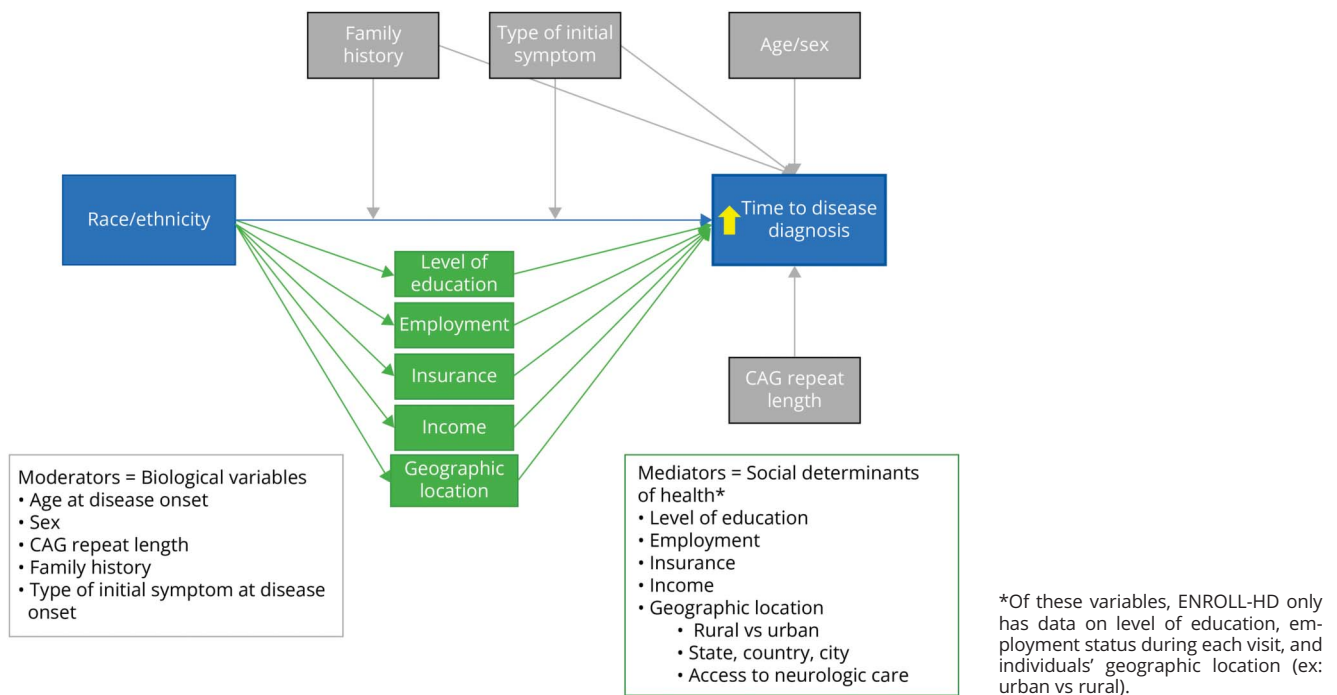 Family
history
Type of initial
symptom
Age/sex
Race/ethnicity
Time to disease
diagnosis
Level of
education
Employment
Insurance
Income
Geographic
location
CAG repeat
length
Moderators = Biological variables
• Age at disease onset
• Sex
• CAG repeat length
• Family history
• Type of initial symptom at disease
onset
Mediators = Social determinants
of health*
• Level of education
• Employment
• Insurance
• Income
• Geographic location
• Rural vs urban
• State, country, city
• Access to neurologic care
*Of these variables, ENROLL-HD only
has data on level of education, em-
ployment status during each visit, and
individuals’ geographic location (ex:
urban vs rural).